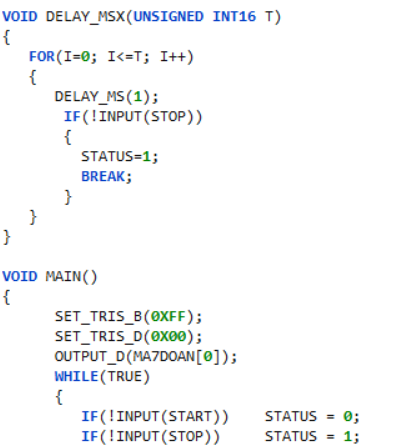 VOID DELAY_MSX(UNSIGNED INT16 T)
{
FOR(I=0; I<=T; I++)
{
DELAY_MS(1);
IF(!INPUT(STOP))
{
STATUS=1;
BREAK;
}
}
}
VOID MAIN()
{
SET_TRIS_B(0XFF);
SET_TRIS_D(0X00);
OUTPUT_D(MA7DOAN[0]);
WHILE(TRUE)
{
IF(!INPUT(START)) STATUS = 0;
IF(!INPUT(STOP)) STATUS = 1;